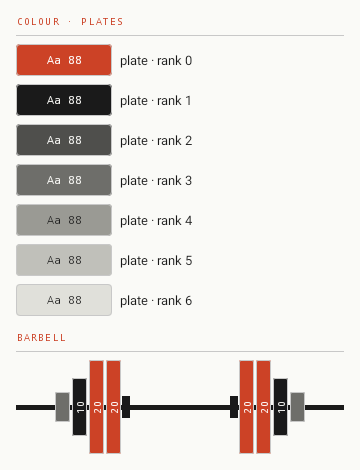 COLOUR · PLATES
Aa 88 plate · rank 0
Aa 88 plate · rank 1
Aa 88 plate · rank 2
Aa 88 plate · rank 3
Aa 88 plate · rank 4
Aa 88 plate · rank 5
Aa 88 plate · rank 6
BARBELL
10 20 20 20 20 10